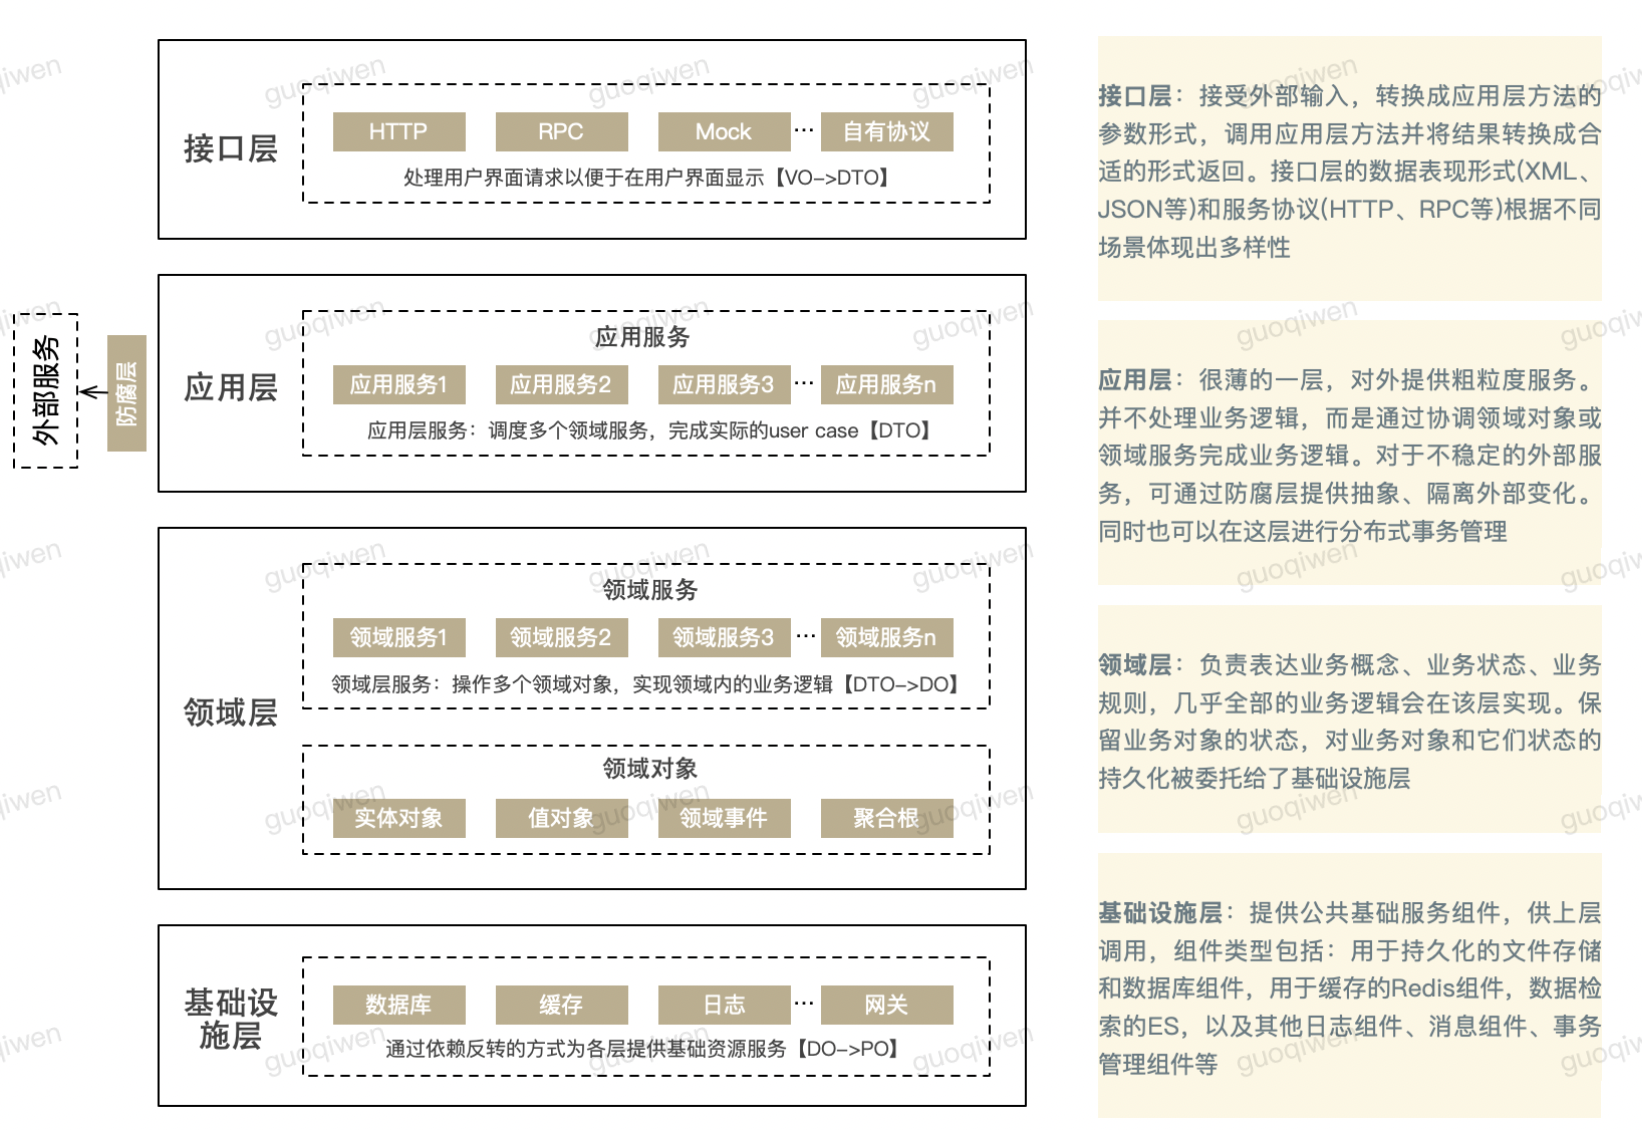 接口层
HTTP
RPC
Mock
...
自有协议
处理用户界面请求以便于在用户界面显示【VO->DTO】
接口层：接受外部输入，转换成应用层方法的
参数形式，调用应用层方法并将结果转换成合
适的形式返回。接口层的数据表现形式(XML、
JSON等)和服务协议(HTTP、RPC等)根据不同
场景体现出多样性
外部服务
防腐层
应用层
应用服务
应用服务1
应用服务2
应用服务3
...
应用服务n
应用层服务：调度多个领域服务，完成实际的user case【DTO】
应用层：很薄的一层，对外提供粗粒度服务。
并不处理业务逻辑，而是通过协调领域对象或
领域服务完成业务逻辑。对于不稳定的外部服
务，可通过防腐层提供抽象、隔离外部变化。
同时也可以在这层进行分布式事务管理
领域层
领域服务
领域服务1
领域服务2
领域服务3
...
领域服务n
领域层服务：操作多个领域对象，实现领域内的业务逻辑【DTO->DO】
领域对象
实体对象
值对象
领域事件
聚合根
领域层：负责表达业务概念、业务状态、业务
规则，几乎全部的业务逻辑会在该层实现。保
留业务对象的状态，对业务对象和它们状态的
持久化被委托给了基础设施层
基础设
施层
数据库
缓存
日志
...
网关
通过依赖反转的方式为各层提供基础资源服务【DO->PO】
基础设施层：提供公共基础服务组件，供上层
调用，组件类型包括：用于持久化的文件存储
和数据库组件，用于缓存的Redis组件，数据检
索的ES，以及其他日志组件、消息组件、事务
管理组件等
guoqiwen